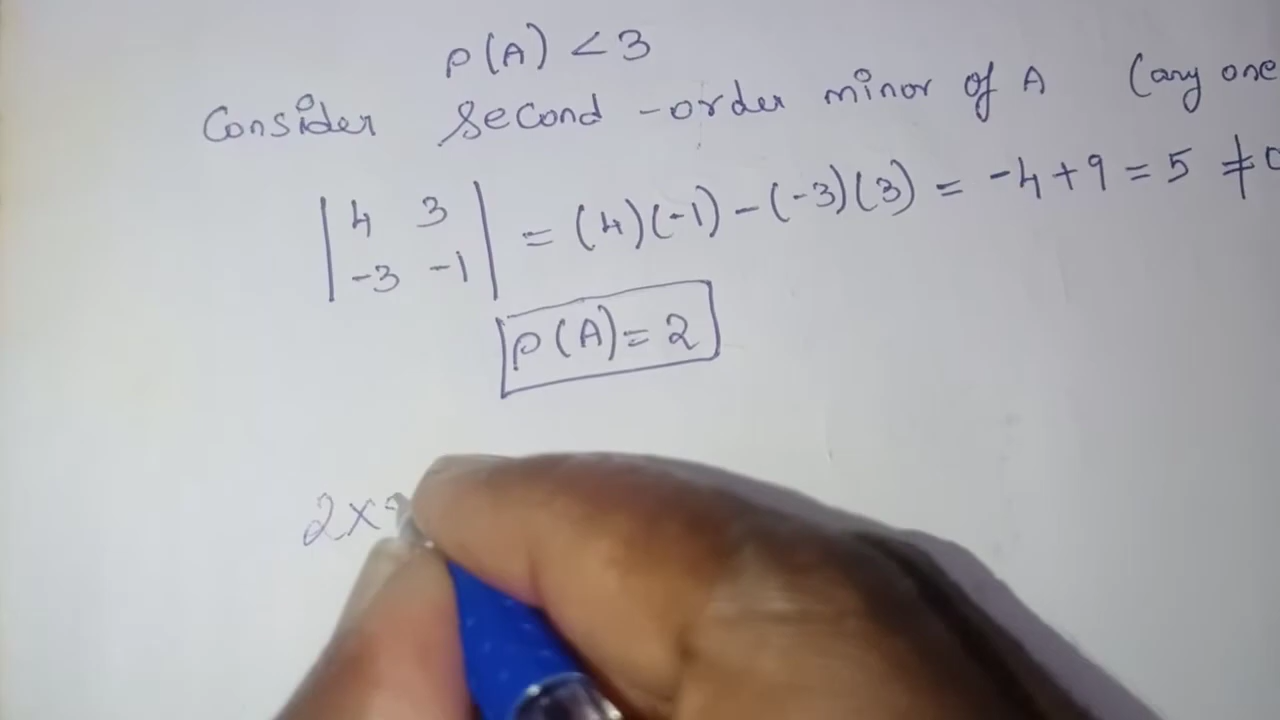 ρ(A) < 3
Consider second-order minor of A (any one
| 4 3 | = (4)(-1) - (-3)(3) = -4+9 = 5 ≠ 0
| -3 -1 |
ρ(A) = 2
2×